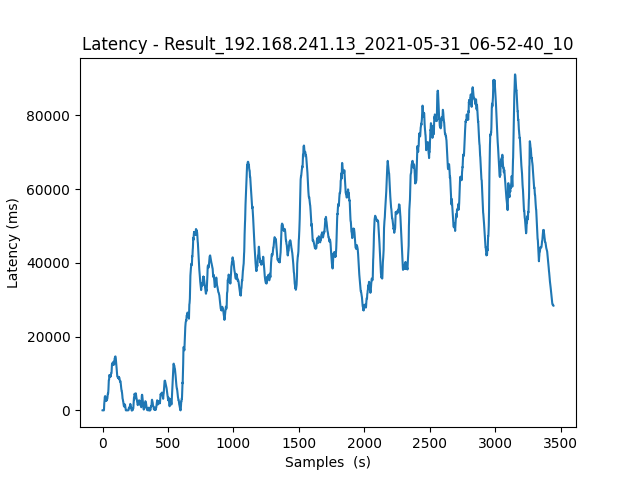 Latency - Result_192.168.241.13_2021-05-31_06-52-40_10
80000
60000
40000
20000
0
Latency (ms)
0 500 1000 1500 2000 2500 3000 3500
Samples  (s)